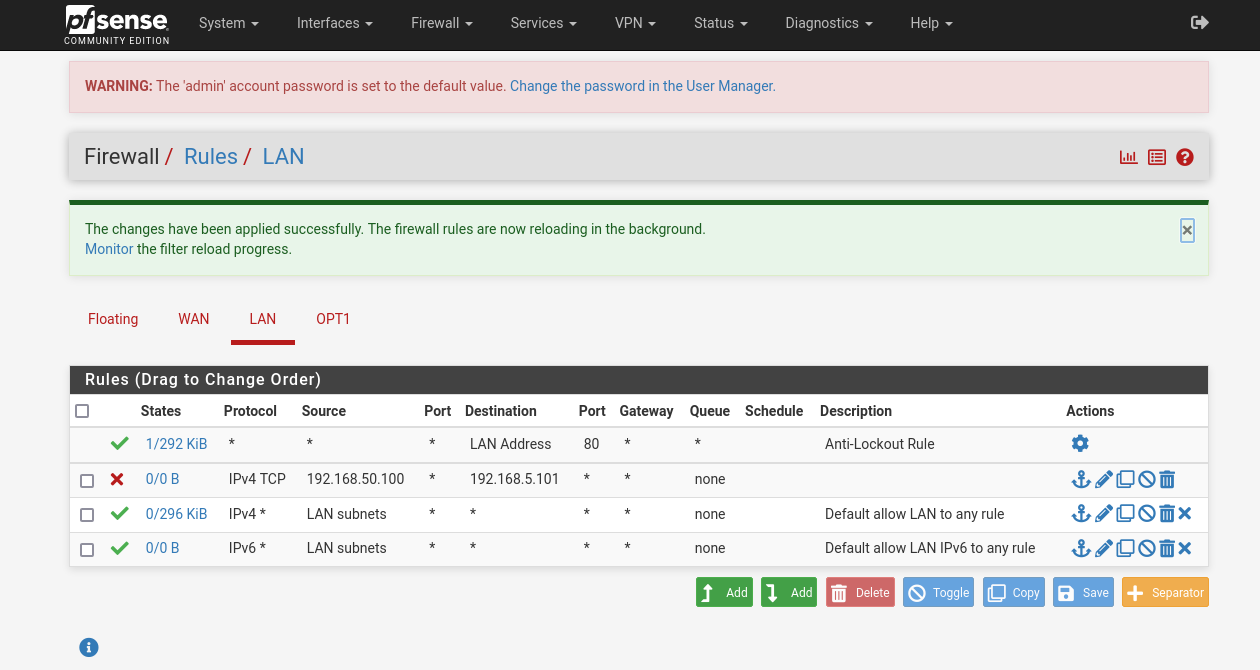 pfsense
COMMUNITY EDITION
System Interfaces Firewall Services VPN Status Diagnostics Help
WARNING: The 'admin' account password is set to the default value. Change the password in the User Manager.
Firewall / Rules / LAN
The changes have been applied successfully. The firewall rules are now reloading in the background.
Monitor the filter reload progress.
Floating WAN LAN OPT1
Rules (Drag to Change Order)
States Protocol Source Port Destination Port Gateway Queue Schedule Description Actions
1/292 KiB * * * LAN Address 80 * * Anti-Lockout Rule
0/0 B IPv4 TCP 192.168.50.100 * 192.168.5.101 * * none
0/296 KiB IPv4 * LAN subnets * * * * none Default allow LAN to any rule
0/0 B IPv6 * LAN subnets * * * * none Default allow LAN IPv6 to any rule
Add Add Delete Toggle Copy Save Separator